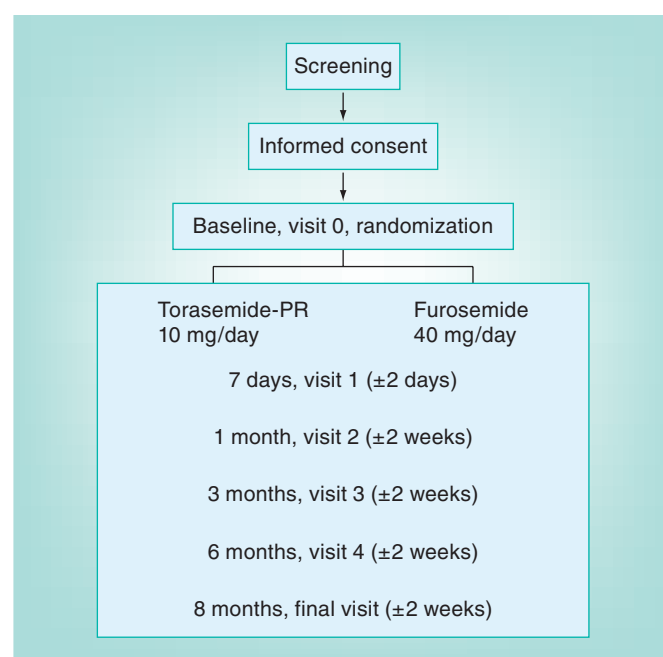 Screening
Informed consent
Baseline, visit 0, randomization
Torasemide-PR
10 mg/day
Furosemide
40 mg/day
7 days, visit 1 (±2 days)
1 month, visit 2 (±2 weeks)
3 months, visit 3 (±2 weeks)
6 months, visit 4 (±2 weeks)
8 months, final visit (±2 weeks)